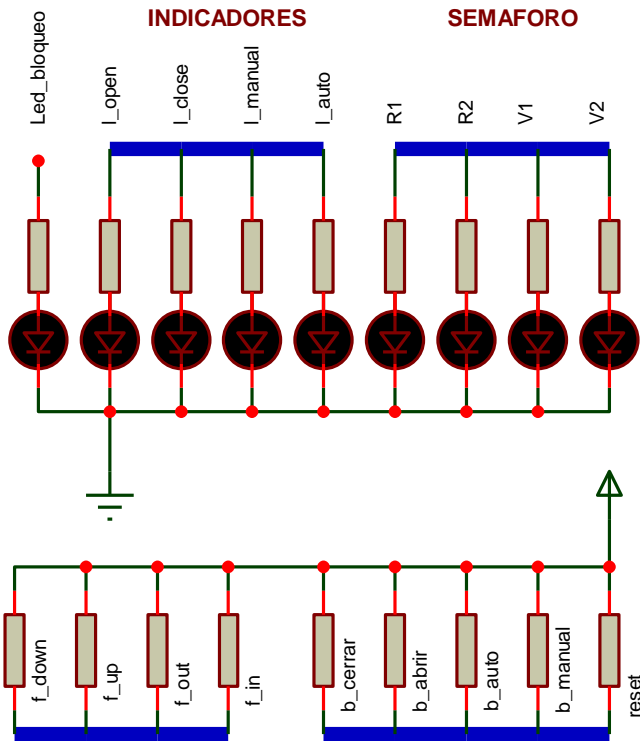 INDICADORES
SEMAFORO
Led_bloqueo
I_open
I_close
I_manual
I_auto
R1
R2
V1
V2
f_down
f_up
f_out
f_in
b_cerrar
b_abrir
b_auto
b_manual
reset